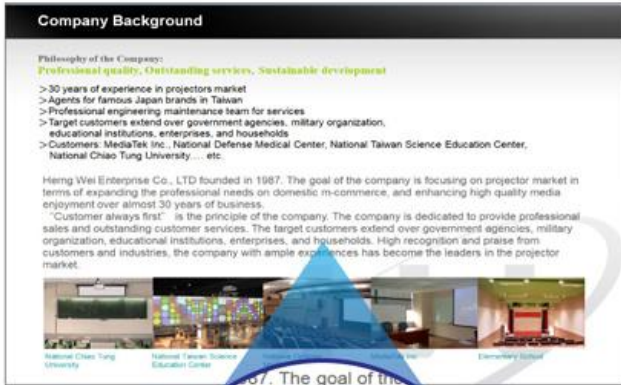 Company Background
Philosophy of the Company:
Professional quality, Outstanding services, Sustainable development
>30 years of experience in projectors market
>Agents for famous Japan brands in Taiwan
>Professional engineering maintenance team for services
>Target customers extend over government agencies, military organization,
educational institutions, enterprises, and households
>Customers: MediaTek Inc., National Defense Medical Center, National Taiwan Science Education Center,
National Chiao Tung University..... etc.
Herng Wei Enterprise Co., LTD founded in 1987. The goal of the company is focusing on projector market in
terms of expanding the professional needs on domestic m-commerce, and enhancing high quality media
enjoyment over almost 30 years of business.
"Customer always first" is the principle of the company. The company is dedicated to provide professional
sales and outstanding customer services. The target customers extend over government agencies, military
organization, educational institutions, enterprises, and households. High recognition and praise from
customers and industries, the company with ample experiences has become the leaders in the projector
market.
National Chiao Tung
University
National Taiwan Science
Education Center
Elementary School
87. The goal of the